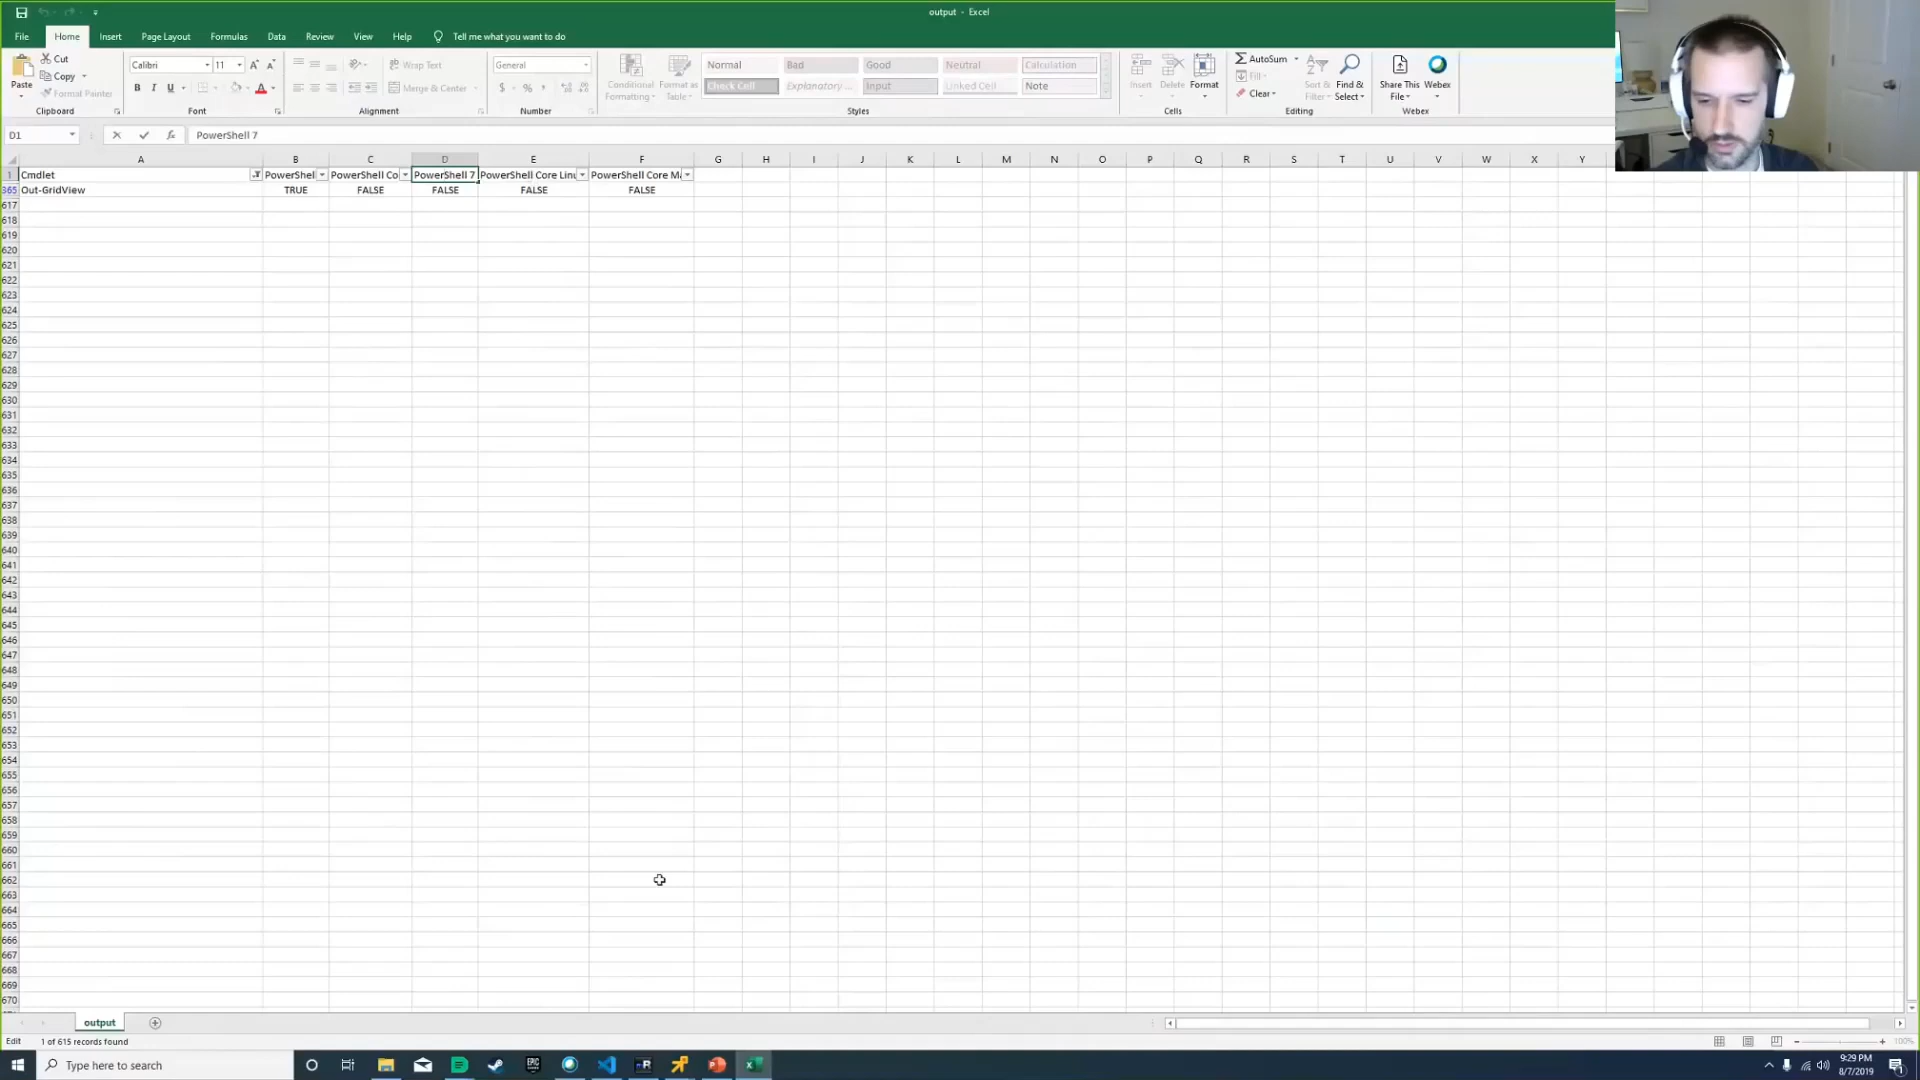 output - Excel
File Home Insert Page Layout Formulas Data Review View Help Tell me what you want to do
Paste
Cut
Copy
Format Painter
Clipboard
Calibri 11 A A
B I U A
Font
Wrap Text
Merge & Center
Alignment
General
$ % ,
Number
Conditional Formatting
Format as Table
Normal Bad Good Neutral Calculation
Check Cell Explanatory ... Input Linked Cell Note
Styles
Insert Delete Format
Cells
AutoSum
Fill
Clear
Sort & Filter
Find & Select
Editing
Share This File
Webex
Webex
D1 fx PowerShell 7
A B C D E F G H I J K L M N O P Q R S T U V W X Y
1 Cmdlet PowerShel PowerShell Co PowerShell 7 PowerShell Core Linu PowerShell Core Ma
365 Out-GridView TRUE FALSE FALSE FALSE FALSE
617
618
619
620
621
622
623
624
625
626
627
628
629
630
631
632
633
634
635
636
637
638
639
640
641
642
643
644
645
646
647
648
649
650
651
652
653
654
655
656
657
658
659
660
661
662
663
664
665
666
667
668
669
670
output
Edit 1 of 615 records found 100%
Type here to search
EPIC
R
9:29 PM
8/7/2019